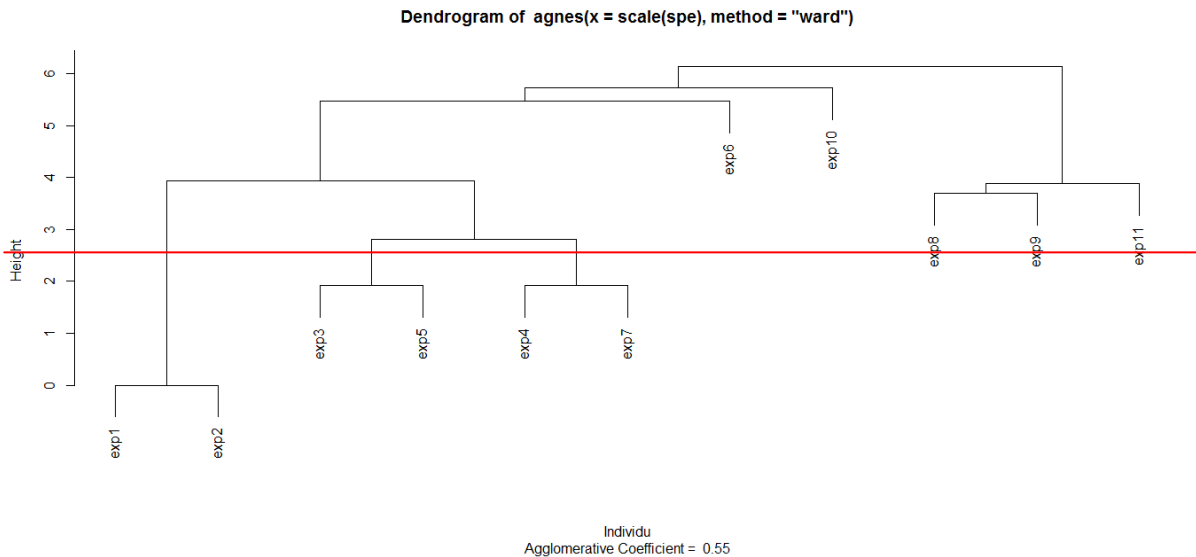 Dendrogram of  agnes(x = scale(spe), method = "ward")
Height
6
5
4
3
2
1
0
exp1
exp2
exp3
exp5
exp4
exp7
exp6
exp10
exp8
exp9
exp11
Individu
Agglomerative Coefficient =  0.55